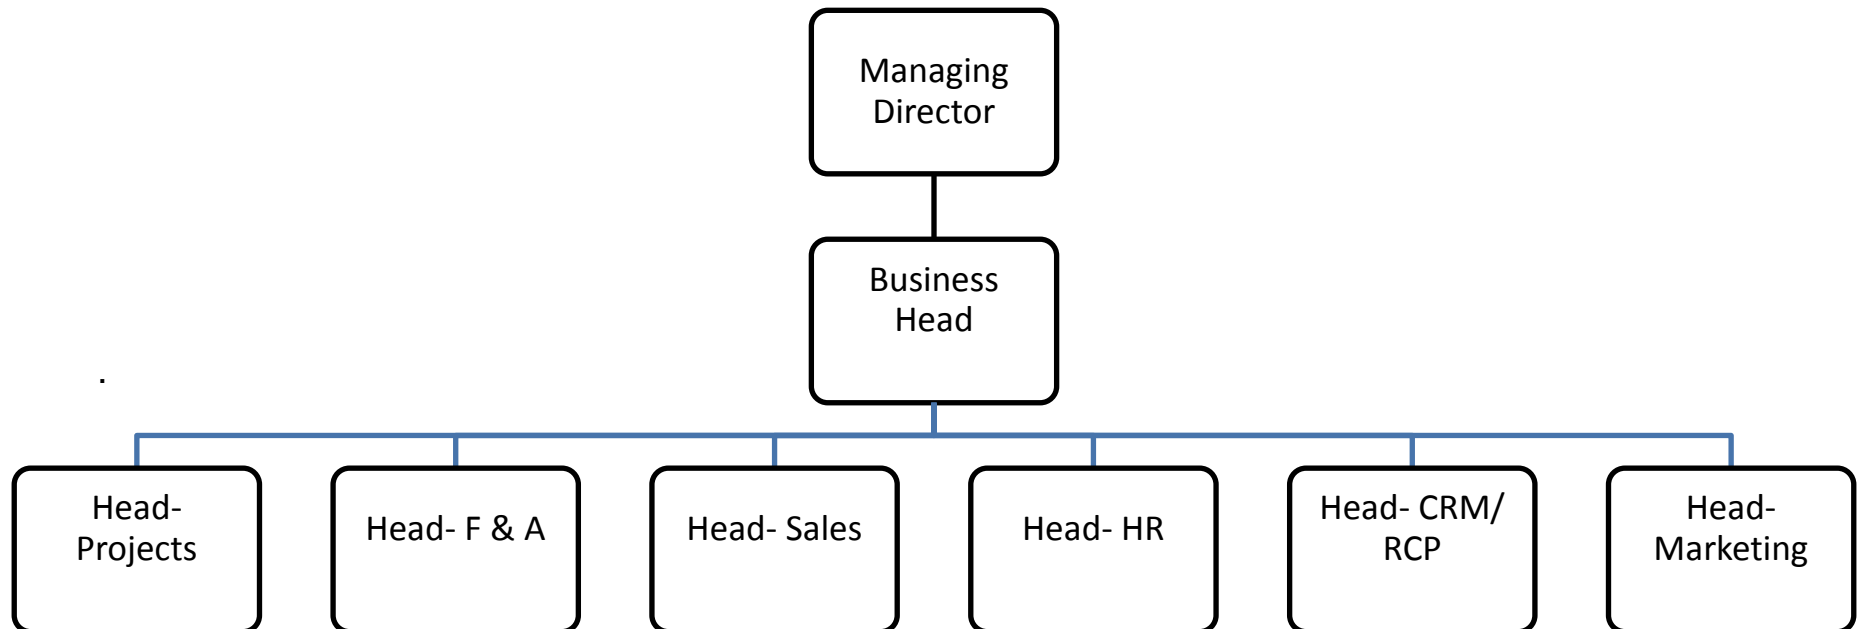 Managing
Director
Business
Head
.
Head-
Projects
Head- F & A
Head- Sales
Head- HR
Head- CRM/
RCP
Head-
Marketing